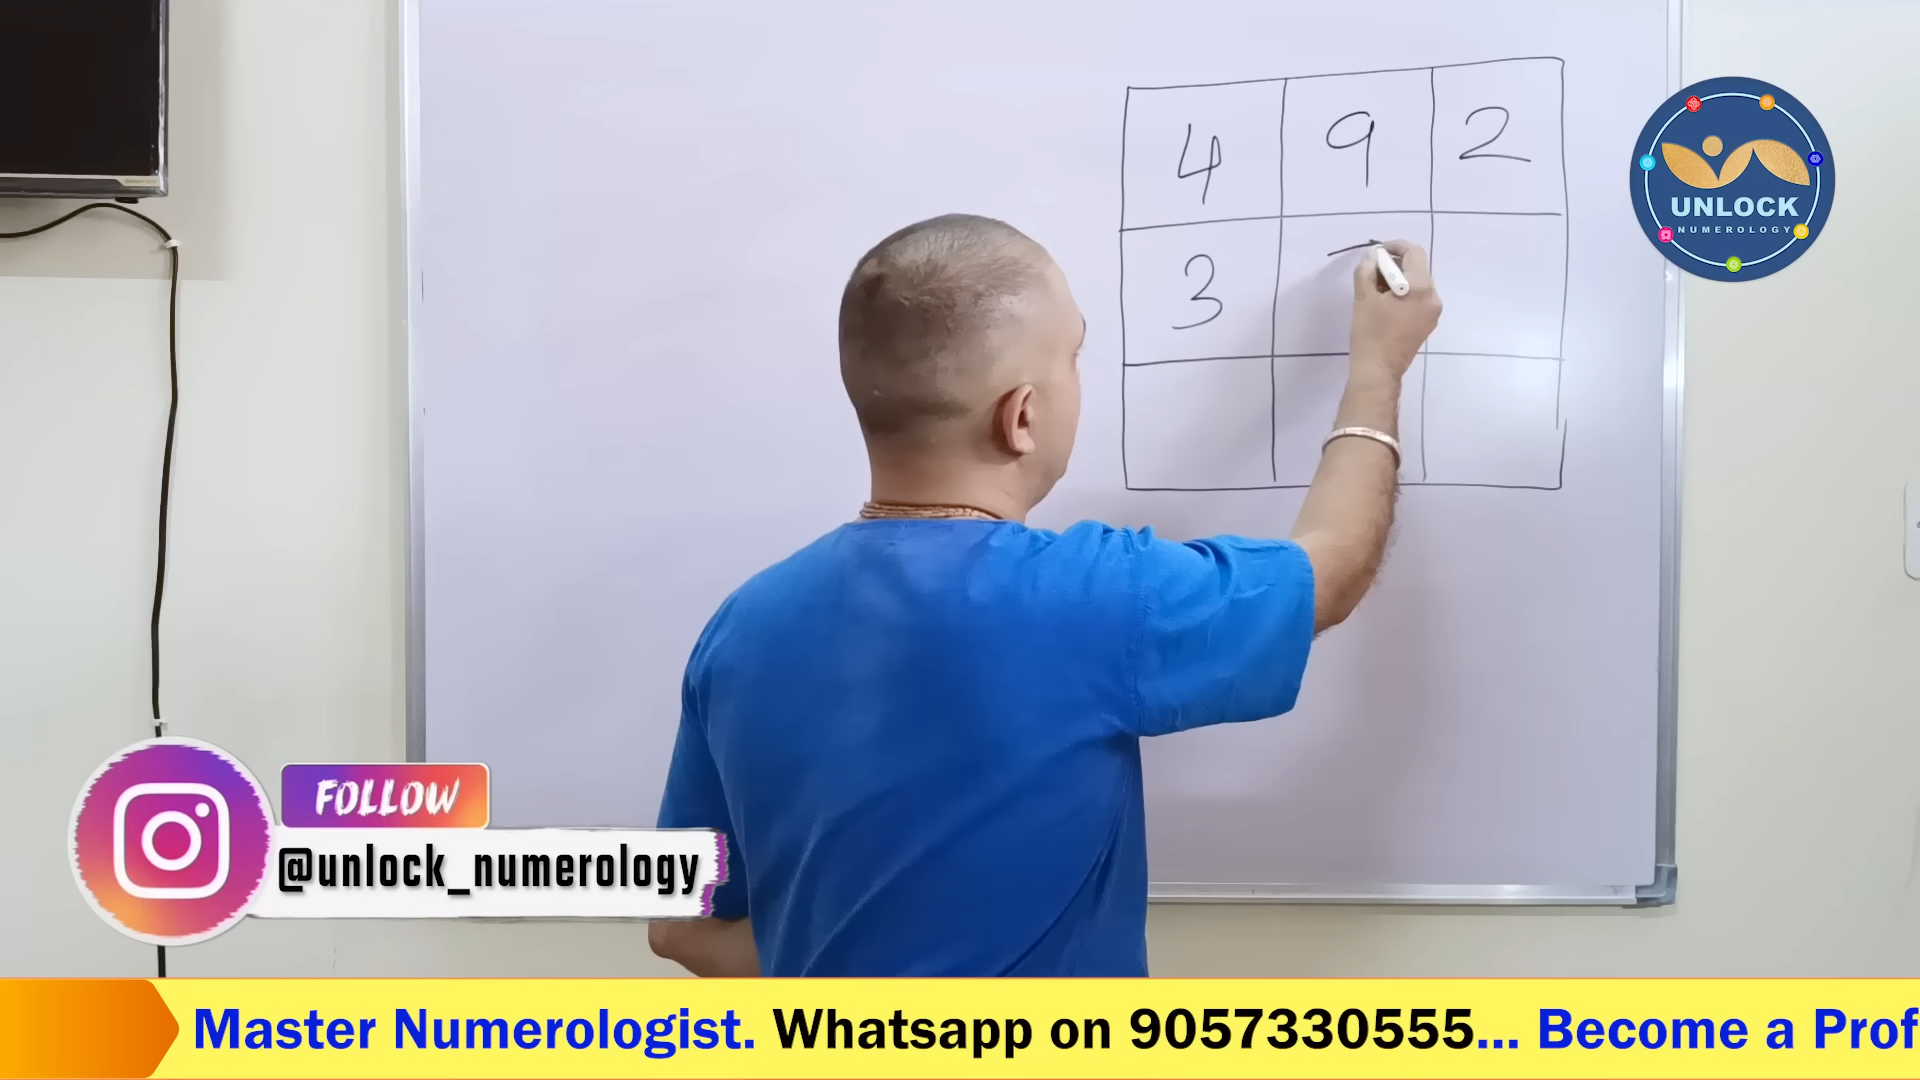 4 9 2
3
UNLOCK
NUMEROLOGY
FOLLOW
@unlock_numerology
Master Numerologist. Whatsapp on 9057330555... Become a Prof